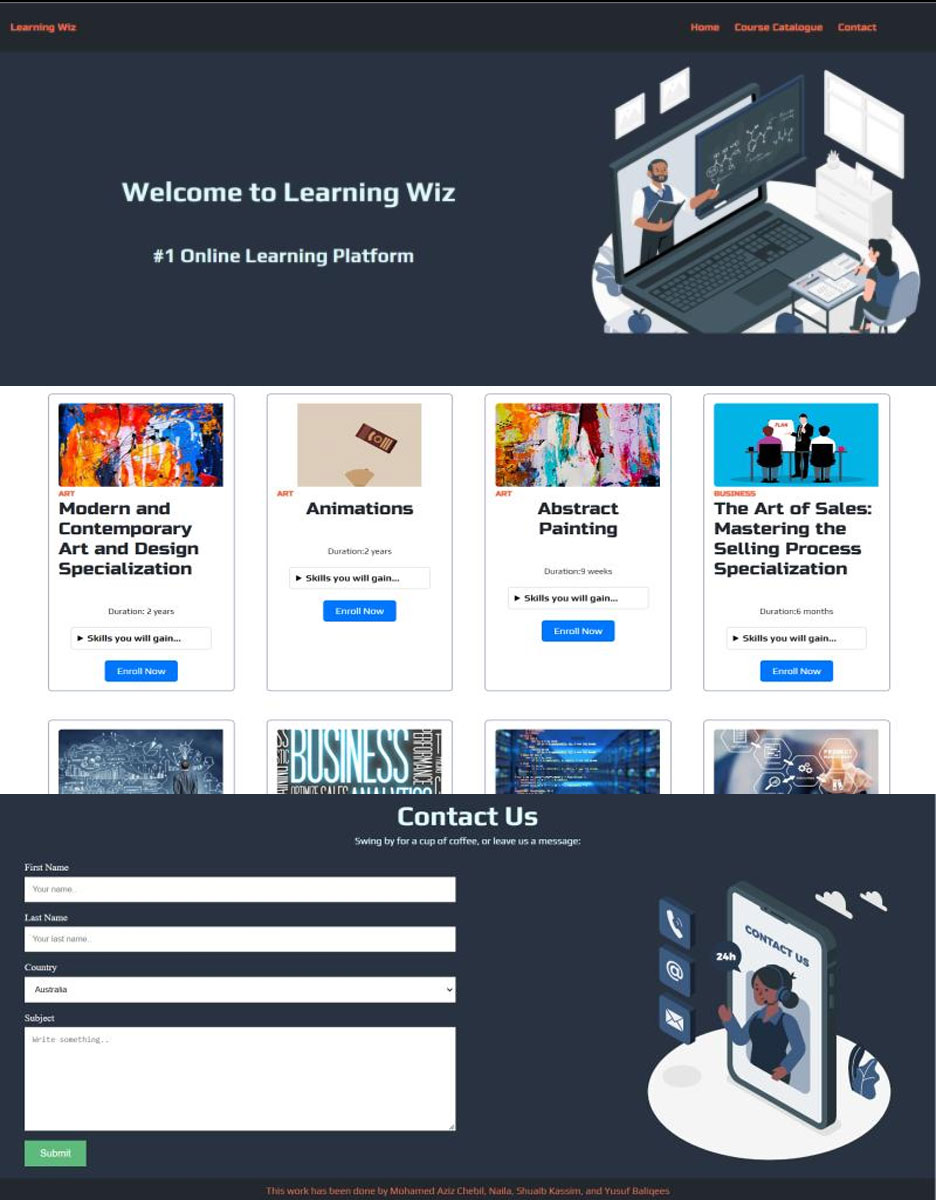 Learning Wiz
Home Course Catalogue Contact
Welcome to Learning Wiz
#1 Online Learning Platform
ART
Modern and
Contemporary
Art and Design
Specialization
Duration: 2 years
▶ Skills you will gain...
Enroll Now
ART
Animations
Duration:2 years
▶ Skills you will gain...
Enroll Now
ART
Abstract
Painting
Duration:9 weeks
▶ Skills you will gain...
Enroll Now
PLAN
BUSINESS
The Art of Sales:
Mastering the
Selling Process
Specialization
Duration:6 months
▶ Skills you will gain...
Enroll Now
BUSINESS
Contact Us
Swing by for a cup of coffee, or leave us a message:
First Name
Your name..
Last Name
Your last name..
Country
Australia
Subject
Write something..
Submit
CONTACT US
24h
@
This work has been done by Mohamed Aziz Chebil, Naila, Shuaib Kassim, and Yusuf Baliqees